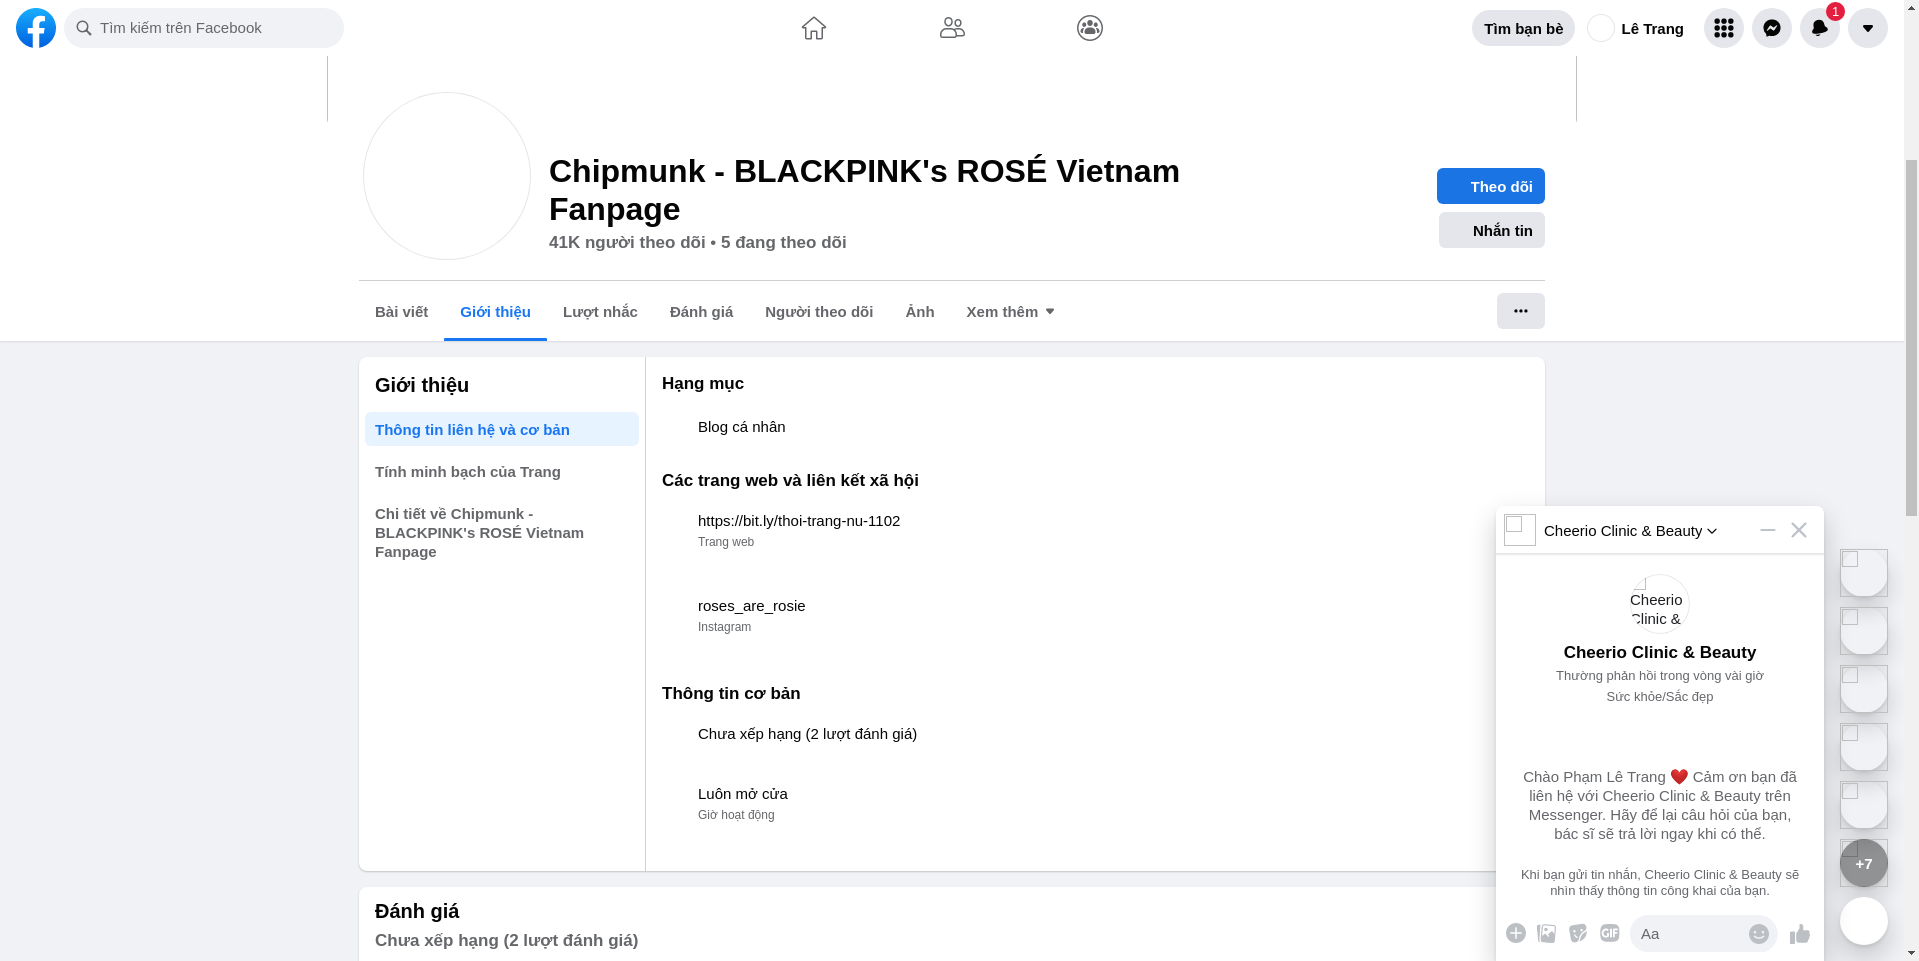 Tìm kiếm trên Facebook
Tìm bạn bè
Lê Trang
1
Chipmunk - BLACKPINK's ROSÉ Vietnam
Fanpage
41K người theo dõi • 5 đang theo dõi
Theo dõi
Nhắn tin
Bài viết
Giới thiệu
Lượt nhắc
Đánh giá
Người theo dõi
Ảnh
Xem thêm
Giới thiệu
Thông tin liên hệ và cơ bản
Tính minh bạch của Trang
Chi tiết về Chipmunk -
BLACKPINK's ROSÉ Vietnam
Fanpage
Hạng mục
Blog cá nhân
Các trang web và liên kết xã hội
https://bit.ly/thoi-trang-nu-1102
Trang web
roses_are_rosie
Instagram
Thông tin cơ bản
Chưa xếp hạng (2 lượt đánh giá)
Luôn mở cửa
Giờ hoạt động
Đánh giá
Chưa xếp hạng (2 lượt đánh giá)
Cheerio Clinic & Beauty
Cheerio
Clinic &
Cheerio Clinic & Beauty
Thường phản hồi trong vòng vài giờ
Sức khỏe/Sắc đẹp
Chào Phạm Lê Trang ❤️ Cảm ơn bạn đã
liên hệ với Cheerio Clinic & Beauty trên
Messenger. Hãy để lại câu hỏi của bạn,
bác sĩ sẽ trả lời ngay khi có thể.
Khi bạn gửi tin nhắn, Cheerio Clinic & Beauty sẽ
nhìn thấy thông tin công khai của bạn.
GIF
Aa
+7